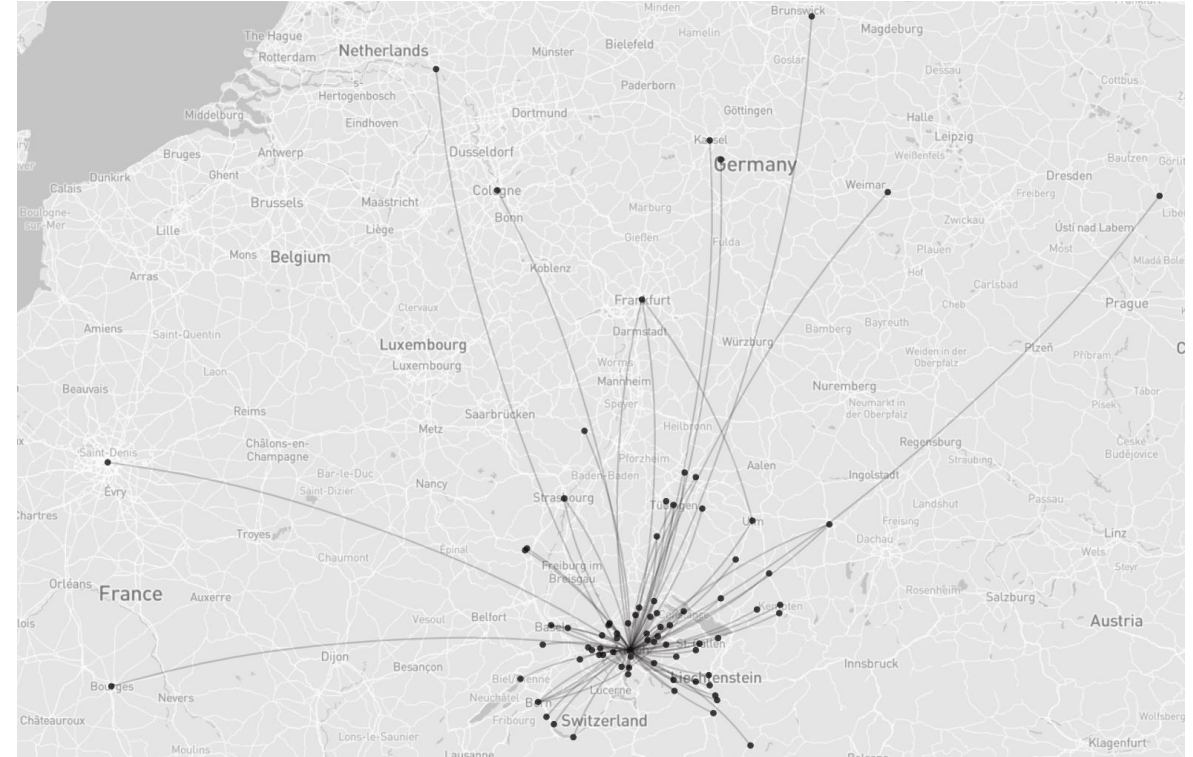 Minden
Brunswick
Hamelin
Magdeburg
The Hague
Netherlands
Bielefeld
Münster
Rotterdam
Goslar
Dessau
Cottbus
s-
Hertogenbosch
Paderborn
Middelburg
Eindhoven
Dortmund
Göttingen
Halle
Leipzig
Bruges
Antwerp
Dusseldorf
Kassel
Germany
Weißenfels
Bautzen
Görlit
Calais
Dunkirk
Ghent
Brussels
Maastricht
Cologne
Weimar
Dresden
Freiberg
Boulogne-
sur-Mer
Lille
Liège
Bonn
Marburg
Zwickau
Ústí nad Labem
Liber
Gießen
Fulda
Plauen
Most
Mons
Belgium
Mladá Bole
Arras
Koblenz
Hof
Carlsbad
Clervaux
Frankfurt
Cheb
Prague
Amiens
Saint-Quentin
Darmstadt
Bamberg
Bayreuth
Luxembourg
Würzburg
Plzeň
Luxembourg
Worms
Weiden in der
Oberpfalz
Příbram
Laon
Mannheim
Nuremberg
Beauvais
Speyer
Neumarkt in
der Oberpfalz
Tábor
Písek
Reims
Saarbrücken
Metz
Heilbronn
Regensburg
České
Budějovice
Châlons-en-
Champagne
Saint-Denis
Pforzheim
Aalen
Straubing
Bar-le-Duc
Baden-Baden
Ingolstadt
Nancy
Évry
Saint-Dizier
Strasbourg
Tübingen
Landshut
Passau
Chartres
Ulm
Freising
Troyes
Dachau
Linz
Épinal
Wels
Chaumont
Freiburg im
Breisgau
Steyr
Orléans
France
Auxerre
Rosenheim
Salzburg
Vesoul
Belfort
Kempten
Austria
Basel
Dijon
St Gallen
Besançon
Innsbruck
Biel/Bienne
Liechtenstein
Bourges
Nevers
Neuchâtel
Lucerne
Bern
Châteauroux
Fribourg
Switzerland
Wolfsberg
Lons-le-Saunier
Klagenfurt
Moulins
Lausanne